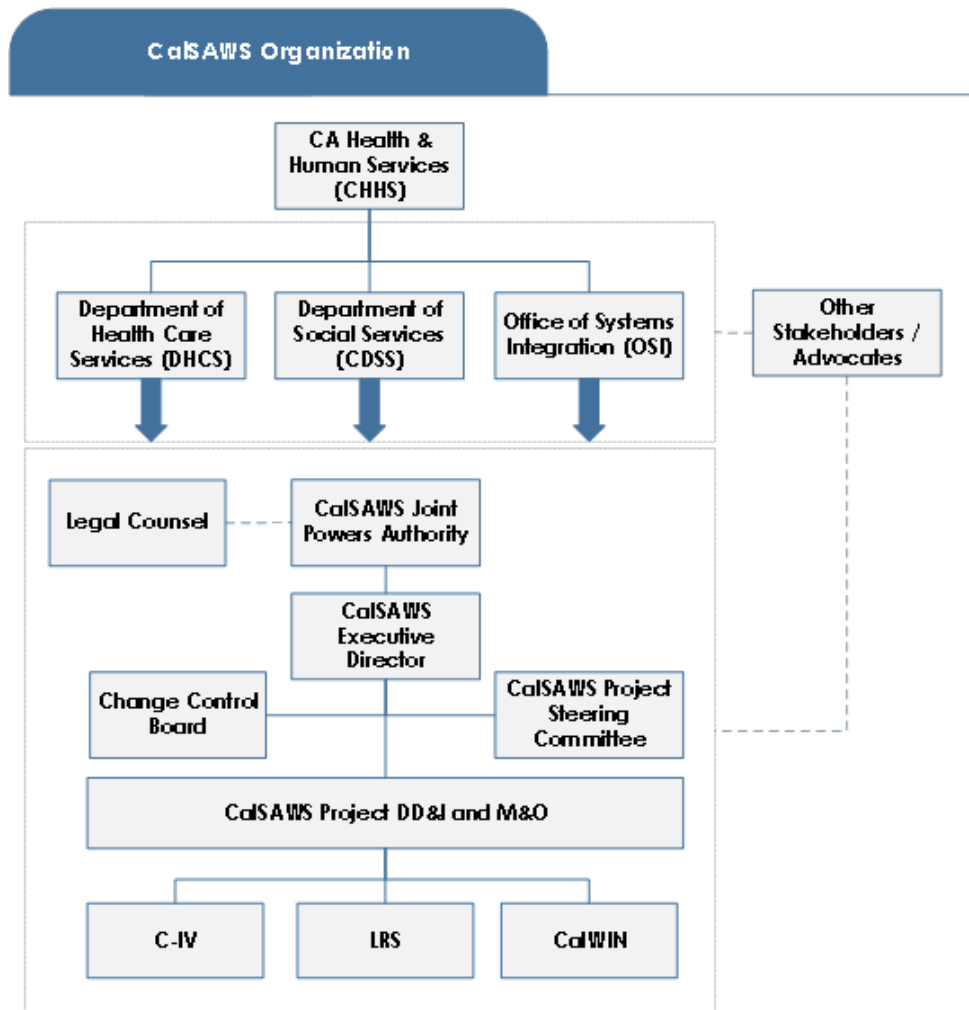 CalSAWS Organization
CA Health &
Human Services
(CHHS)
Department of
Health Care
Services (DHCS)
Department of
Social Services
(CDSS)
Office of Systems
Integration (OSI)
Other
Stakeholders /
Advocates
Legal Counsel
CalSAWS Joint
Powers Authority
CalSAWS
Executive
Director
Change Control
Board
CalSAWS Project
Steering
Committee
CalSAWS Project DD&I and M&O
C-IV
LRS
CalWIN